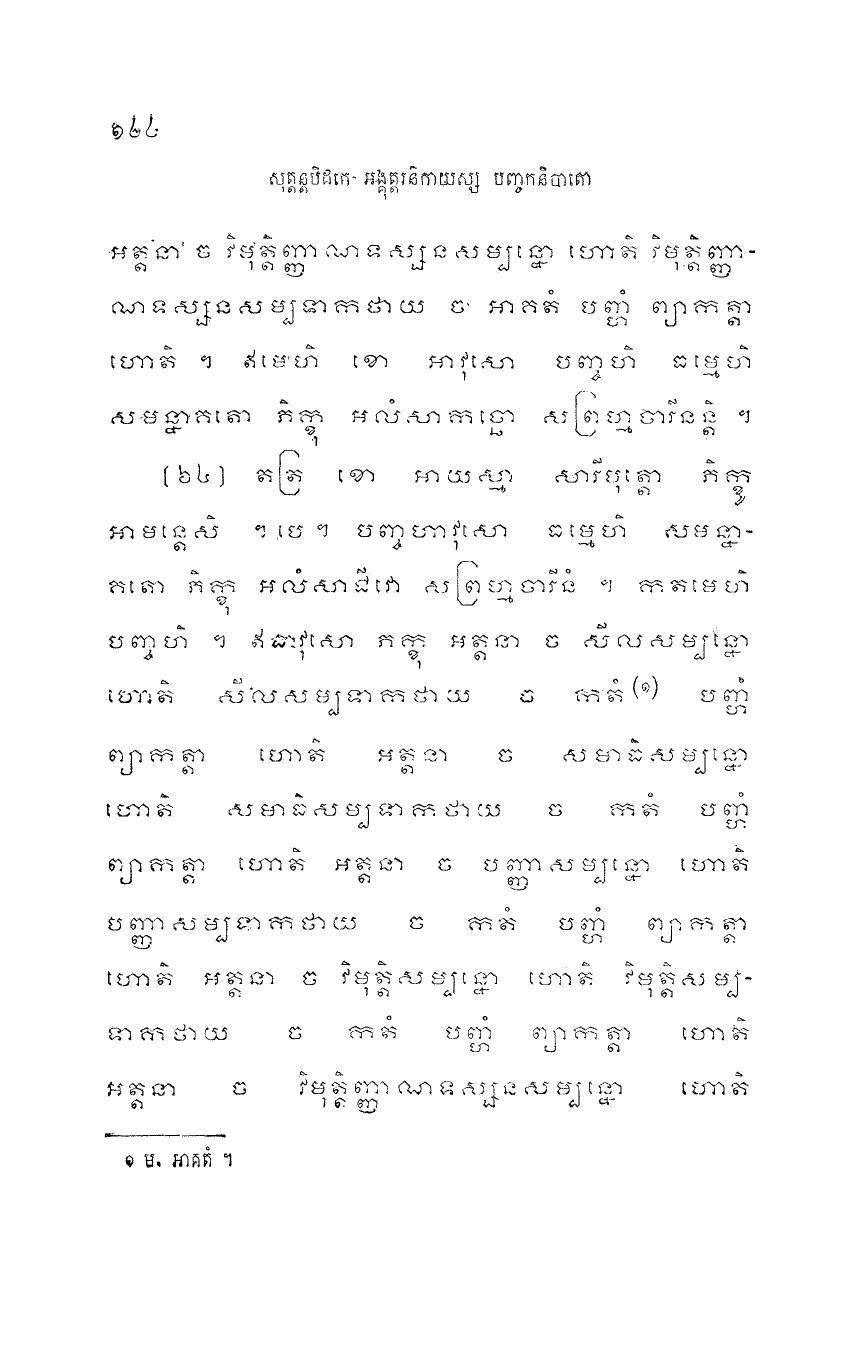 ១៤៤
សុត្តន្តបិដកេ អង្គុត្តរនិកាយស្ស បញ្ចកនិបាតោ
អត្តនា ច វិមុត្តិញ្ញាណទស្សនសម្បន្នោ ហោតិ វិមុត្តិញ្ញា-
ណទស្សនសម្បទាកថាយ ច អាគតំ បញ្ហំ ព្យាកត្តា
ហោតិ ។ ឥមេហិ ខោ អាវុសោ បញ្ចហិ ធម្មេហិ
សមន្នាគតោ ភិក្ខុ អលំសាកច្ឆោ សព្រហ្មចារីនន្តិ ។
(៦៤) តត្រ ខោ អាយស្មា សារីបុត្តោ ភិក្ខូ
អាមន្តេសិ ។ បេ ។ បញ្ចហាវុសោ ធម្មេហិ សមន្នា-
គតោ ភិក្ខុ អលំសាជីវោ សព្រហ្មចារីនំ ។ កតមេហិ
បញ្ចហិ ។ ឥធាវុសោ ភក្ខុ អត្តនា ច សីលសម្បន្នោ
ហោតិ សីលសម្បទាកថាយ ច កតំ(១) បញ្ហំ
ព្យាកត្តា ហោតិ អត្តនា ច សមាធិសម្បន្នោ
ហោតិ សមាធិសម្បទាកថាយ ច កតំ បញ្ហំ
ព្យាកត្តា ហោតិ អត្តនា ច បញ្ញាសម្បន្នោ ហោតិ
បញ្ញាសម្បទាកថាយ ច កតំ បញ្ហំ ព្យាកត្តា
ហោតិ អត្តនា ច វិមុត្តិសម្បន្នោ ហោតិ វិមុត្តិសម្ប-
ទាកថាយ ច កតំ បញ្ហំ ព្យាកត្តា ហោតិ
អត្តនា ច វិមុត្តិញ្ញាណទស្សនសម្បន្នោ ហោតិ
១ ម. អាគតំ ។